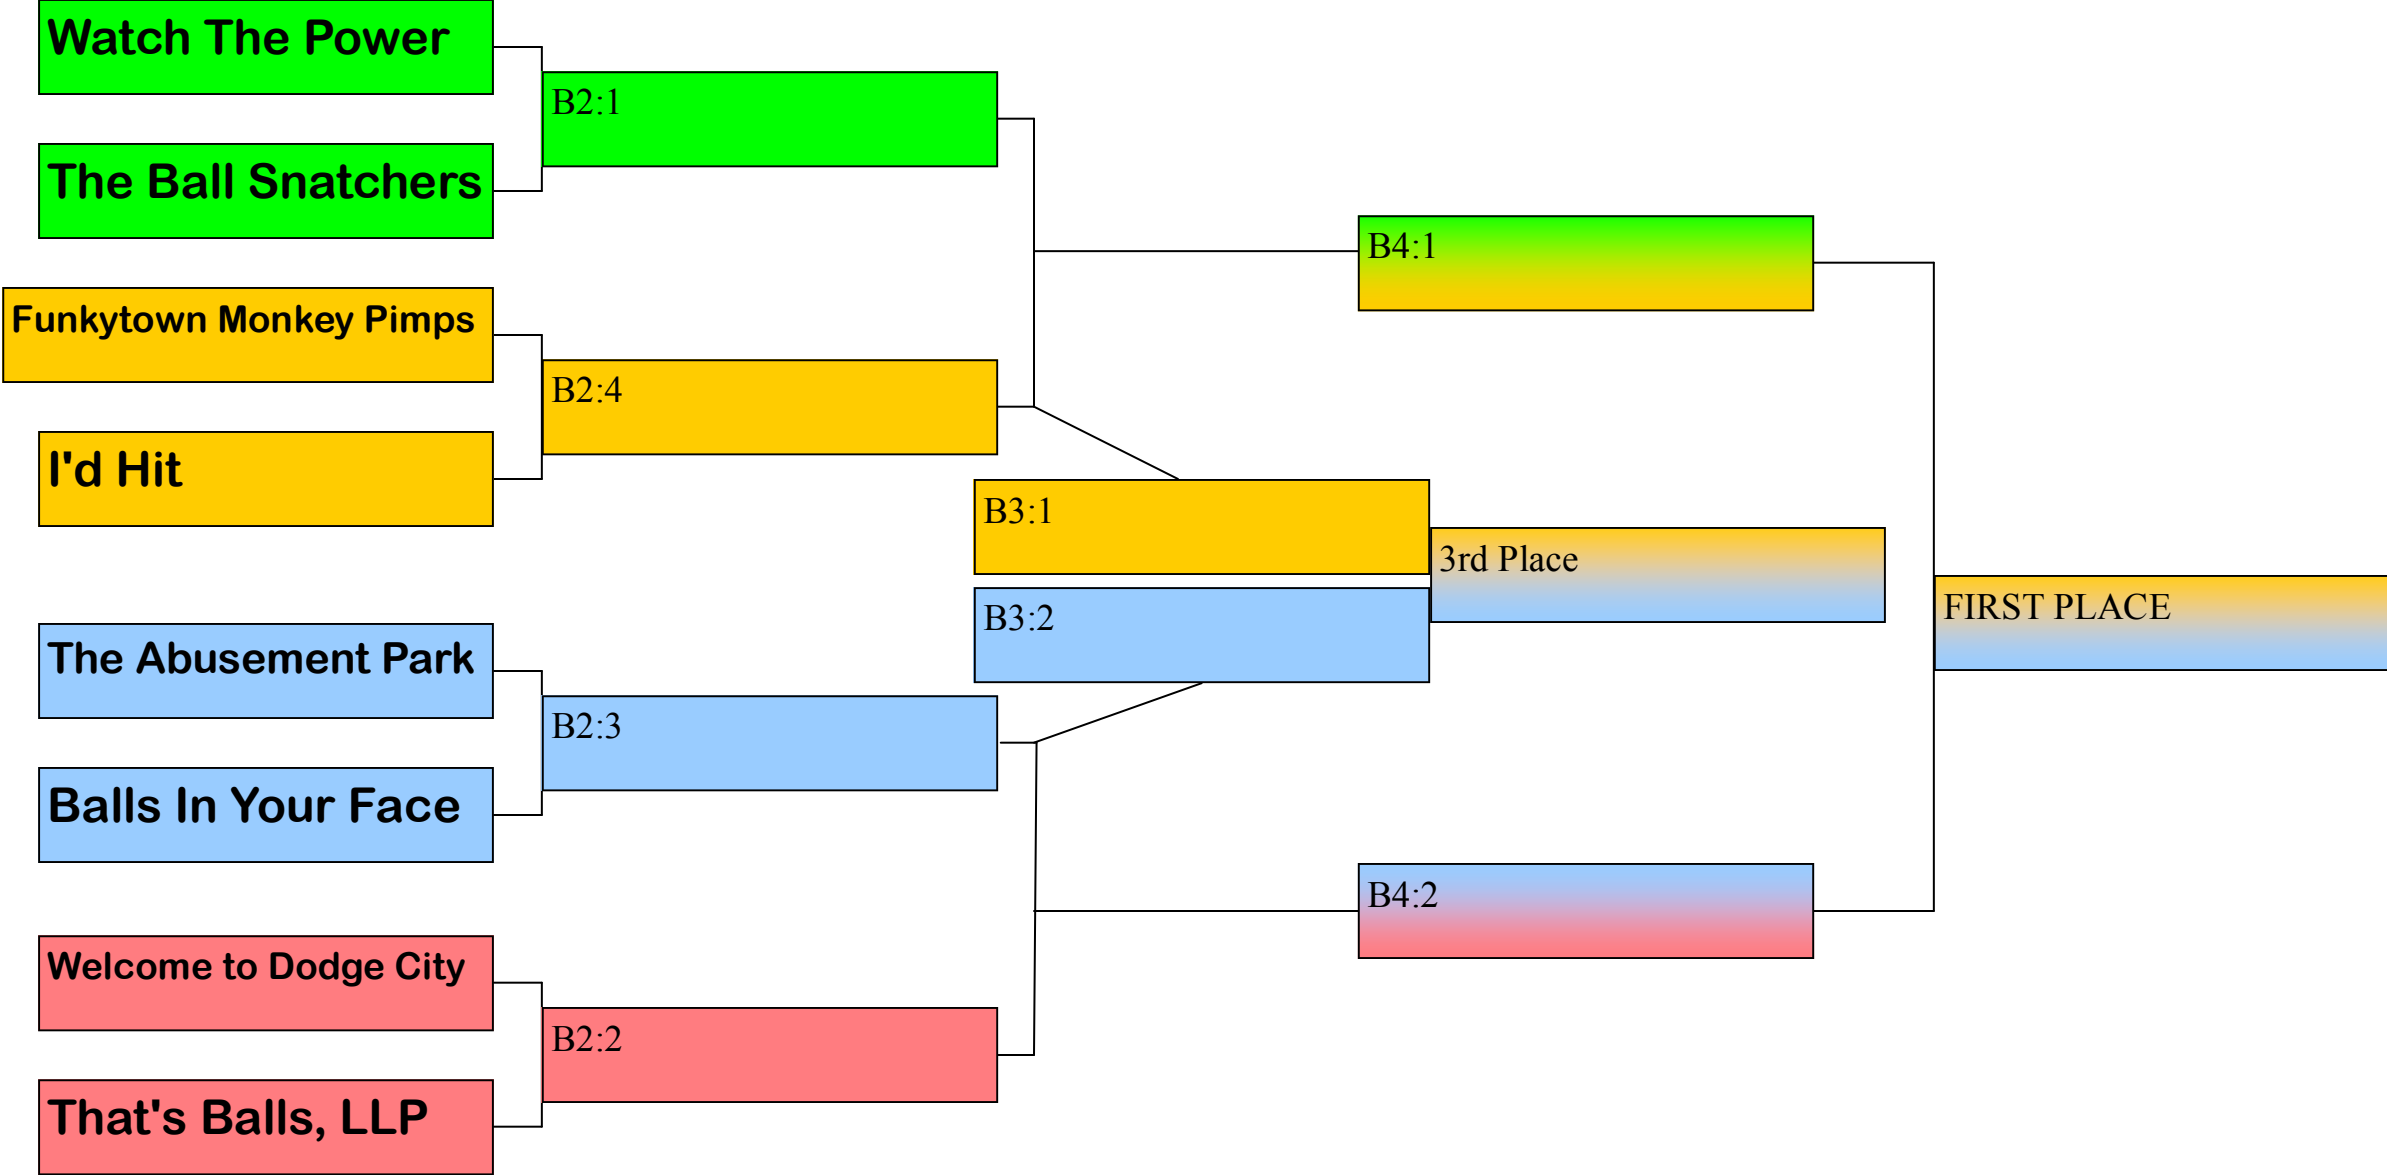 Watch The Power
The Ball Snatchers
Funkytown Monkey Pimps
I'd Hit
The Abusement Park
Balls In Your Face
Welcome to Dodge City
That's Balls, LLP
B2:1
B2:4
B2:3
B2:2
B3:1
B3:2
B4:1
3rd Place
B4:2
FIRST PLACE